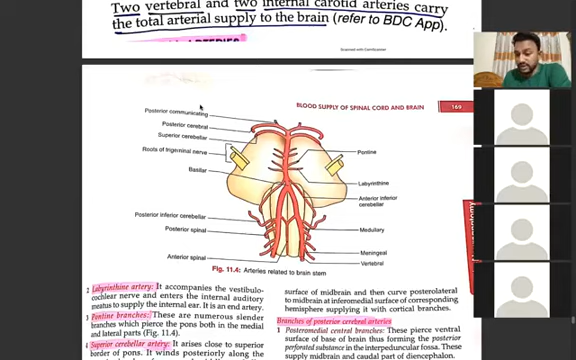 Two vertebral and two internal carotid arteries carry
the total arterial supply to the brain (refer to BDC App).
Scanned with CamScanner
BLOOD SUPPLY OF SPINAL CORD AND BRAIN 169
Posterior communicating
Posterior cerebral
Superior cerebellar
Roots of trigeminal nerve
Basilar
Posterior inferior cerebellar
Posterior spinal
Anterior spinal
Pontine
Labyrinthine
Anterior inferior
cerebellar
Medullary
Meningeal
Vertebral
Fig. 11.4: Arteries related to brain stem
2 Labyrinthine artery: It accompanies the vestibulo-
cochlear nerve and enters the internal auditory
meatus to supply the internal ear. It is an end artery.
3 Pontine branches: These are numerous slender
branches which pierce the pons both in the medial
and lateral parts (Fig. 11.4).
4 Superior cerebellar artery: It arises close to superior
border of pons. It winds posteriorly along
surface of midbrain and then curve posterolateral
to midbrain at inferomedial surface of corresponding
hemisphere supplying it with cortical branches.
Branches of posterior cerebral arteries
1 Posteromedial central branches: These pierce ventral
surface of base of brain thus forming the posterior
perforated substance in the interpeduncular fossa. These
supply midbrain and caudal part of diencephalon.